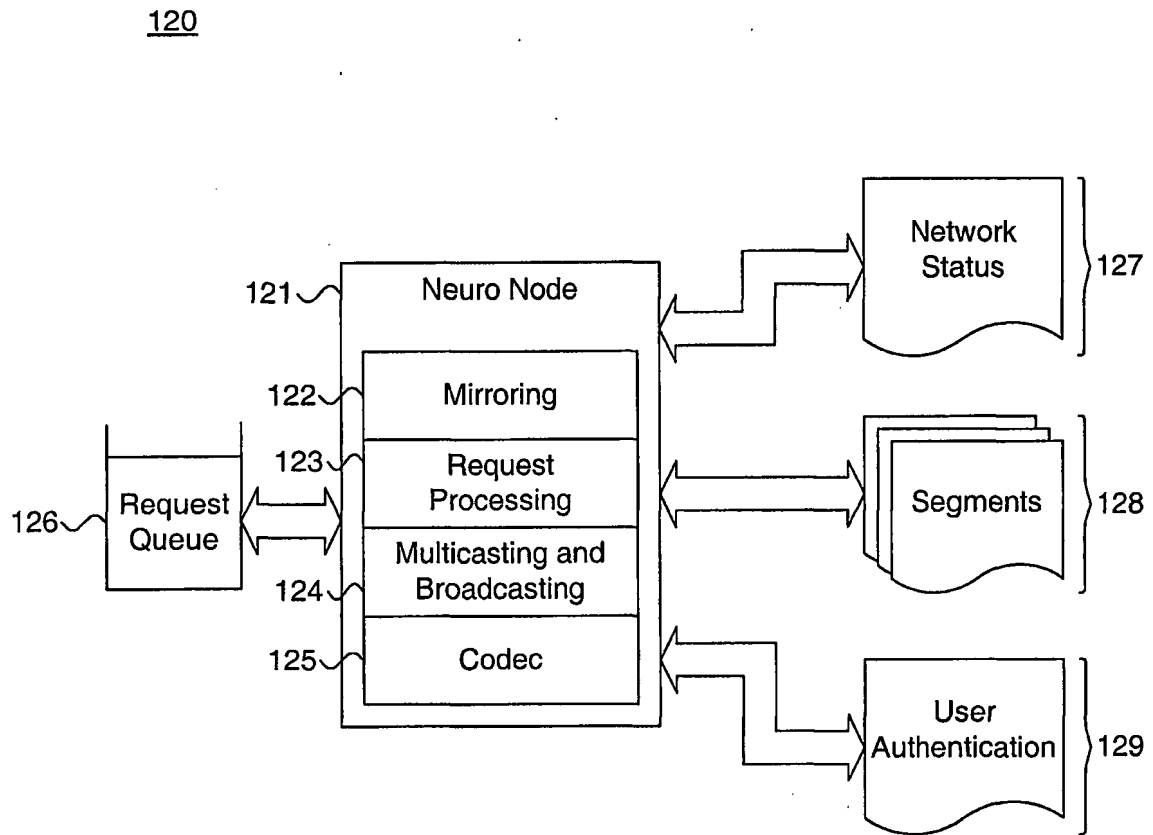 120
Network
Status
127
121
Neuro Node
122
Mirroring
123
Request
Processing
Segments
128
126
Request
Queue
124
Multicasting and
Broadcasting
125
Codec
User
Authentication
129